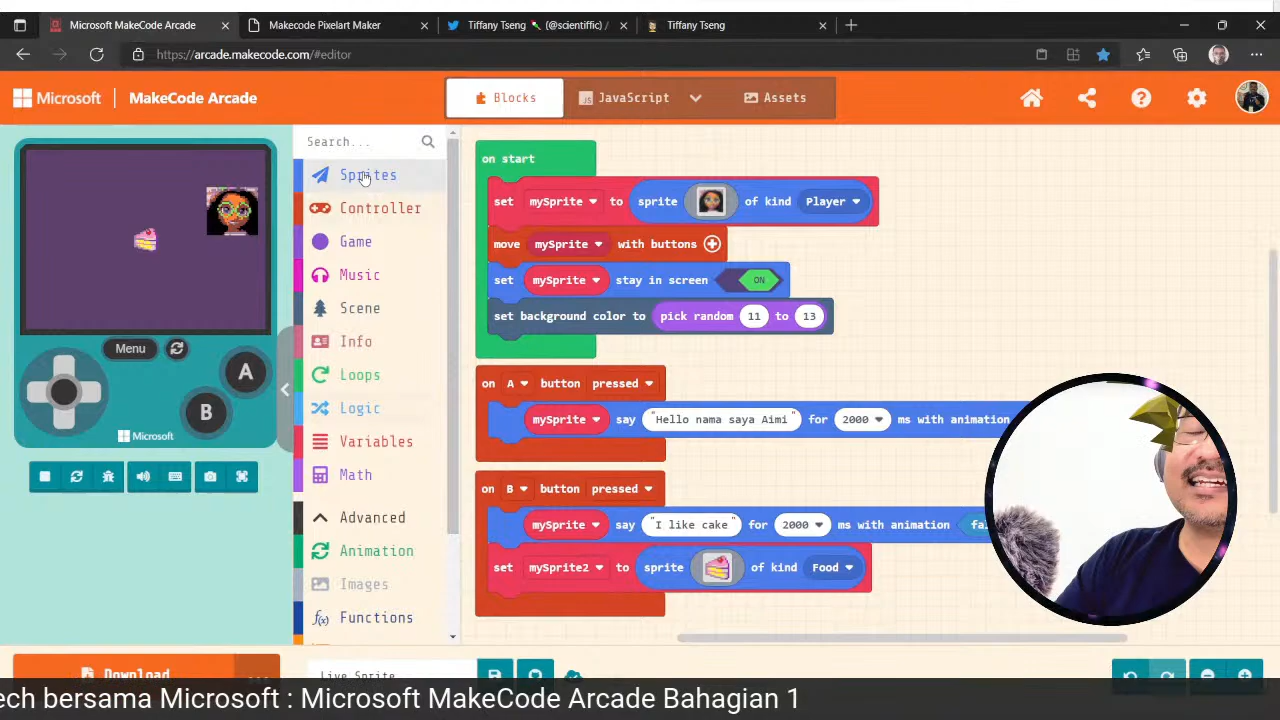 Microsoft MakeCode Arcade
Makecode Pixelart Maker
Tiffany Tseng (@scientiffic) /
Tiffany Tseng
https://arcade.makecode.com/#editor
Microsoft
MakeCode Arcade
Blocks
JavaScript
Assets
Search...
Sprites
Controller
Game
Music
Scene
Info
Loops
Logic
Variables
Math
Advanced
Animation
Images
f(x) Functions
Menu
A
B
Microsoft
Download
on start
set mySprite to sprite of kind Player
move mySprite with buttons
set mySprite stay in screen ON
set background color to pick random 11 to 13
on A button pressed
mySprite say "Hello nama saya Aimi" for 2000 ms with animation
on B button pressed
mySprite say "I like cake" for 2000 ms with animation
set mySprite2 to sprite of kind Food
Live Sprite
ech bersama Microsoft : Microsoft MakeCode Arcade Bahagian 1